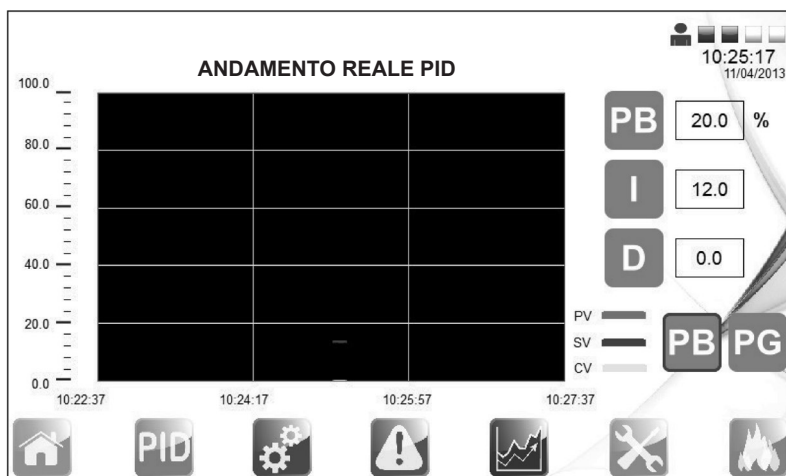 10:25:17
11/04/2013
ANDAMENTO REALE PID
100.0
80.0
60.0
40.0
20.0
0.0
10:22:37 10:24:17 10:25:57 10:27:37
PB 20.0 %
I 12.0
D 0.0
PV
SV
CV
PB PG
PID